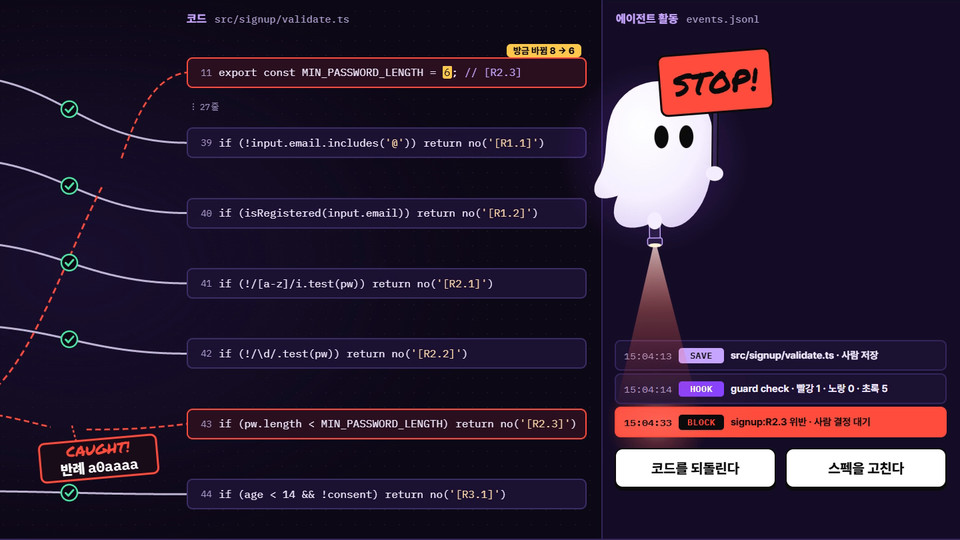 코드 src/signup/validate.ts
방금 바뀜 8 → 6
11 export const MIN_PASSWORD_LENGTH = 6; // [R2.3]
⋮ 27줄
39 if (!input.email.includes('@')) return no('[R1.1]')
40 if (isRegistered(input.email)) return no('[R1.2]')
41 if (!/[a-z]/i.test(pw)) return no('[R2.1]')
42 if (!/\d/.test(pw)) return no('[R2.2]')
43 if (pw.length < MIN_PASSWORD_LENGTH) return no('[R2.3]')
CAUGHT!
반례 a0aaaa
44 if (age < 14 && !consent) return no('[R3.1]')
에이전트 활동 events.jsonl
STOP!
15:04:13 SAVE src/signup/validate.ts · 사람 저장
15:04:14 HOOK guard check · 빨강 1 · 노랑 0 · 초록 5
15:04:33 BLOCK signup:R2.3 위반 · 사람 결정 대기
코드를 되돌린다
스펙을 고친다